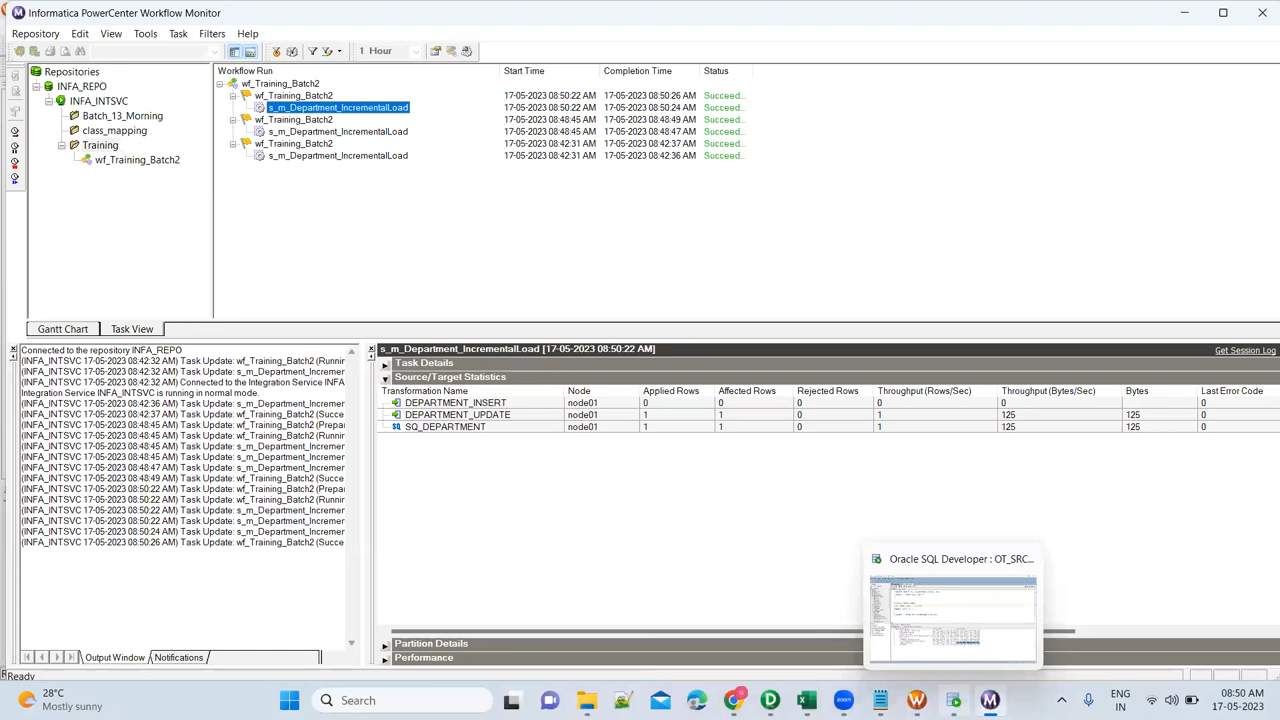 Informatica PowerCenter Workflow Monitor
Repository Edit View Tools Task Filters Help
1 Hour
Repositories
INFA_REPO
INFA_INTSVC
Batch_13_Morning
class_mapping
Training
wf_Training_Batch2
Workflow Run Start Time Completion Time Status
wf_Training_Batch2
wf_Training_Batch2 17-05-2023 08:50:22 AM 17-05-2023 08:50:26 AM Succeed...
s_m_Department_IncrementalLoad 17-05-2023 08:50:22 AM 17-05-2023 08:50:24 AM Succeed...
wf_Training_Batch2 17-05-2023 08:48:45 AM 17-05-2023 08:48:49 AM Succeed...
s_m_Department_IncrementalLoad 17-05-2023 08:48:45 AM 17-05-2023 08:48:47 AM Succeed...
wf_Training_Batch2 17-05-2023 08:42:31 AM 17-05-2023 08:42:37 AM Succeed...
s_m_Department_IncrementalLoad 17-05-2023 08:42:31 AM 17-05-2023 08:42:36 AM Succeed...
Gantt Chart Task View
Connected to the repository INFA_REPO
(INFA_INTSVC 17-05-2023 08:42:32 AM) Task Update: wf_Training_Batch2 (Runnir
(INFA_INTSVC 17-05-2023 08:42:32 AM) Task Update: s_m_Department_Incremer
(INFA_INTSVC 17-05-2023 08:42:32 AM) Connected to the Integration Service INFA
Integration Service INFA_INTSVC is running in normal mode.
(INFA_INTSVC 17-05-2023 08:42:36 AM) Task Update: s_m_Department_Incremer
(INFA_INTSVC 17-05-2023 08:42:37 AM) Task Update: wf_Training_Batch2 (Succe
(INFA_INTSVC 17-05-2023 08:48:45 AM) Task Update: wf_Training_Batch2 (Prepar
(INFA_INTSVC 17-05-2023 08:48:45 AM) Task Update: wf_Training_Batch2 (Runnir
(INFA_INTSVC 17-05-2023 08:48:45 AM) Task Update: s_m_Department_Incremer
(INFA_INTSVC 17-05-2023 08:48:47 AM) Task Update: s_m_Department_Incremer
(INFA_INTSVC 17-05-2023 08:48:49 AM) Task Update: wf_Training_Batch2 (Succe
(INFA_INTSVC 17-05-2023 08:50:22 AM) Task Update: wf_Training_Batch2 (Prepar
(INFA_INTSVC 17-05-2023 08:50:22 AM) Task Update: wf_Training_Batch2 (Runnir
(INFA_INTSVC 17-05-2023 08:50:22 AM) Task Update: s_m_Department_Incremer
(INFA_INTSVC 17-05-2023 08:50:22 AM) Task Update: s_m_Department_Incremer
(INFA_INTSVC 17-05-2023 08:50:24 AM) Task Update: s_m_Department_Incremer
(INFA_INTSVC 17-05-2023 08:50:26 AM) Task Update: wf_Training_Batch2 (Succe
Output Window Notifications
s_m_Department_IncrementalLoad [17-05-2023 08:50:22 AM] Get Session Log
Task Details
Source/Target Statistics
Transformation Name Node Applied Rows Affected Rows Rejected Rows Throughput (Rows/Sec) Throughput (Bytes/Sec) Bytes Last Error Code
DEPARTMENT_INSERT node01 0 0 0 0 0 0 0
DEPARTMENT_UPDATE node01 1 1 0 1 125 125 0
SQ_DEPARTMENT node01 1 1 0 1 125 125 0
Oracle SQL Developer : OT_SRC...
Partition Details
Performance
Ready
28°C
Mostly sunny
Search
ENG
IN
08:50 AM
17-05-2023